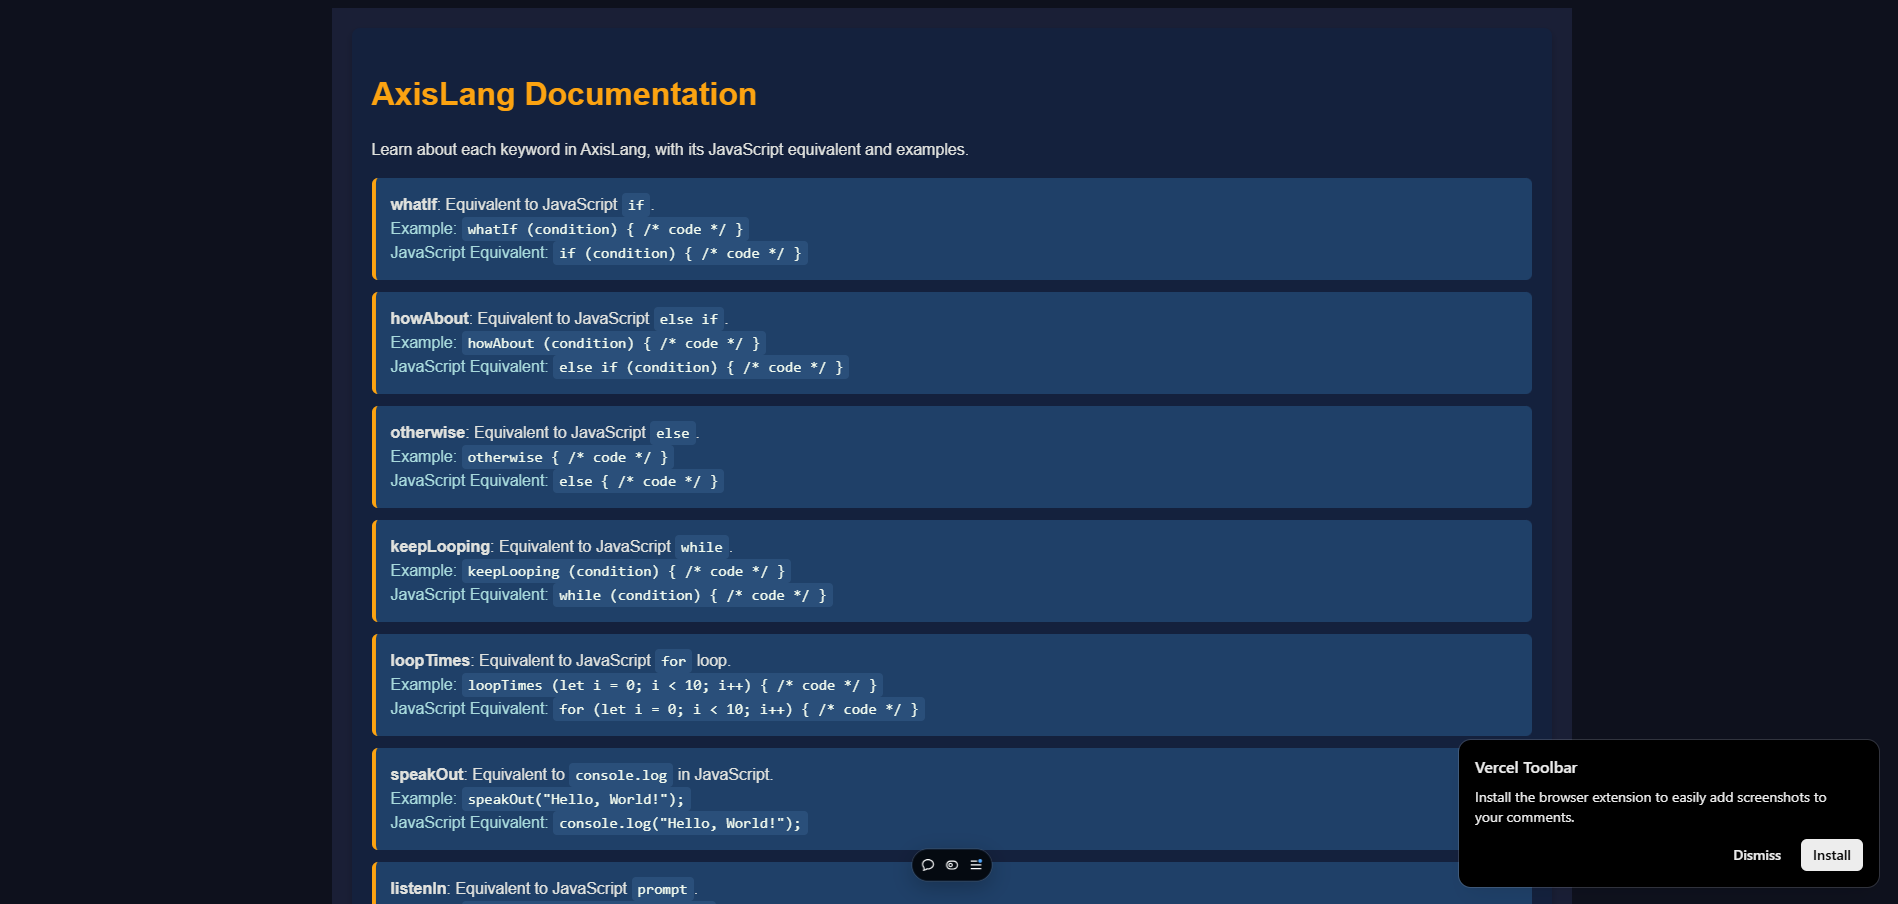 AxisLang Documentation
Learn about each keyword in AxisLang, with its JavaScript equivalent and examples.
whatIf: Equivalent to JavaScript if.
Example: whatIf (condition) { /* code */ }
JavaScript Equivalent: if (condition) { /* code */ }
howAbout: Equivalent to JavaScript else if.
Example: howAbout (condition) { /* code */ }
JavaScript Equivalent: else if (condition) { /* code */ }
otherwise: Equivalent to JavaScript else.
Example: otherwise { /* code */ }
JavaScript Equivalent: else { /* code */ }
keepLooping: Equivalent to JavaScript while.
Example: keepLooping (condition) { /* code */ }
JavaScript Equivalent: while (condition) { /* code */ }
loopTimes: Equivalent to JavaScript for loop.
Example: loopTimes (let i = 0; i < 10; i++) { /* code */ }
JavaScript Equivalent: for (let i = 0; i < 10; i++) { /* code */ }
speakOut: Equivalent to console.log in JavaScript.
Example: speakOut("Hello, World!");
JavaScript Equivalent: console.log("Hello, World!");
listenIn: Equivalent to JavaScript prompt.
Vercel Toolbar
Install the browser extension to easily add screenshots to
your comments.
Dismiss
Install